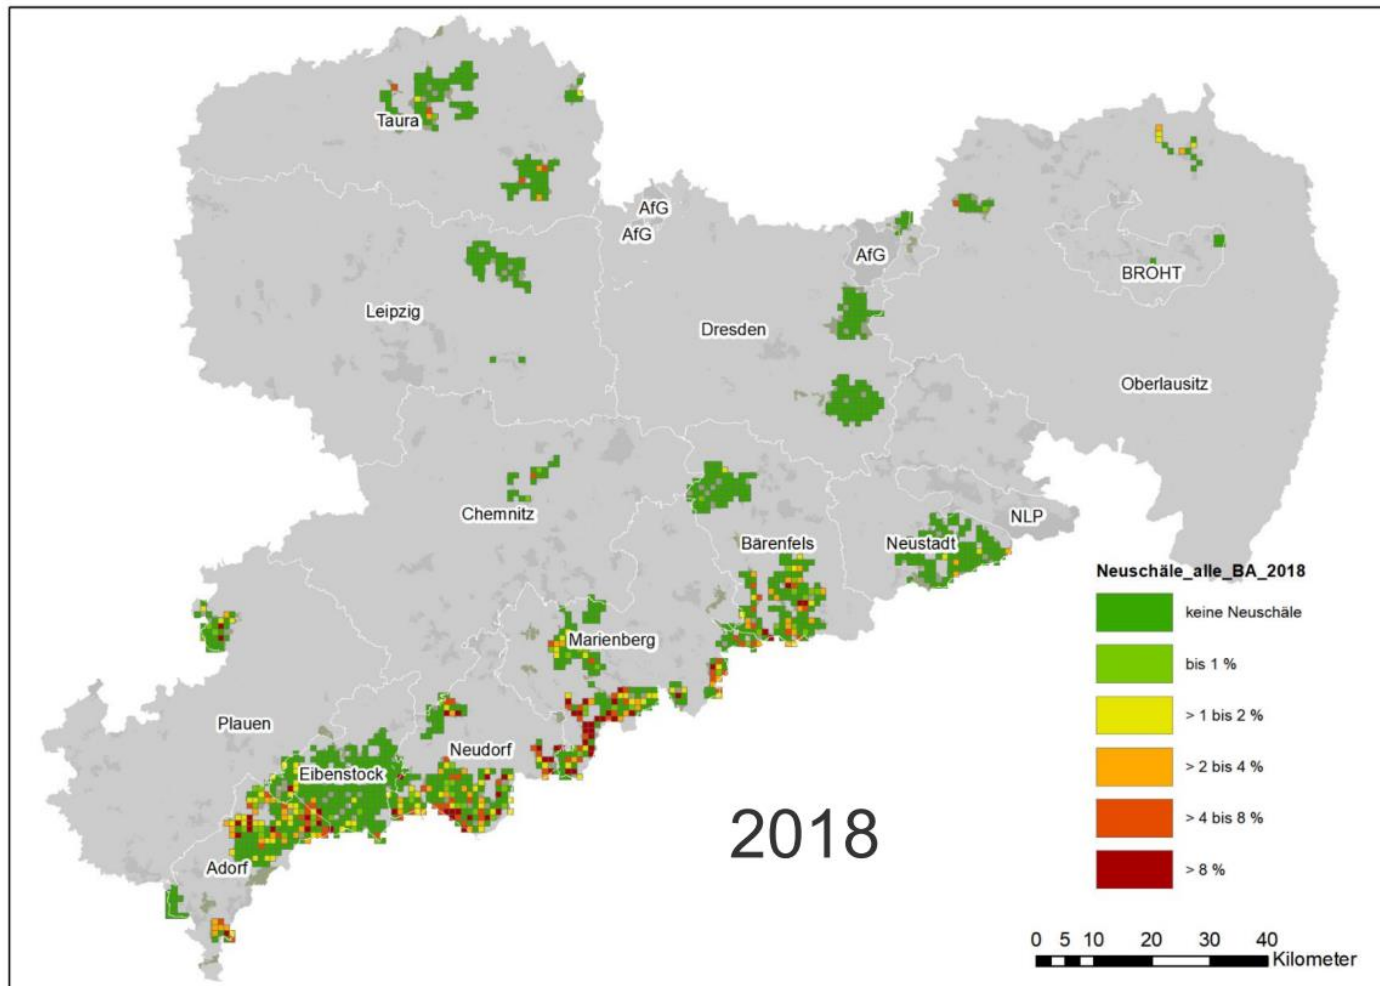 Taura
AfG
AfG
AfG
BROHT
Leipzig
Dresden
Oberlausitz
Chemnitz
NLP
Bärenfels
Neustadt
Marienberg
Plauen
Neudorf
Eibenstock
Adorf
2018
Neuschäle_alle_BA_2018
keine Neuschäle
bis 1 %
> 1 bis 2 %
> 2 bis 4 %
> 4 bis 8 %
> 8 %
0 5 10 20 30 40
Kilometer